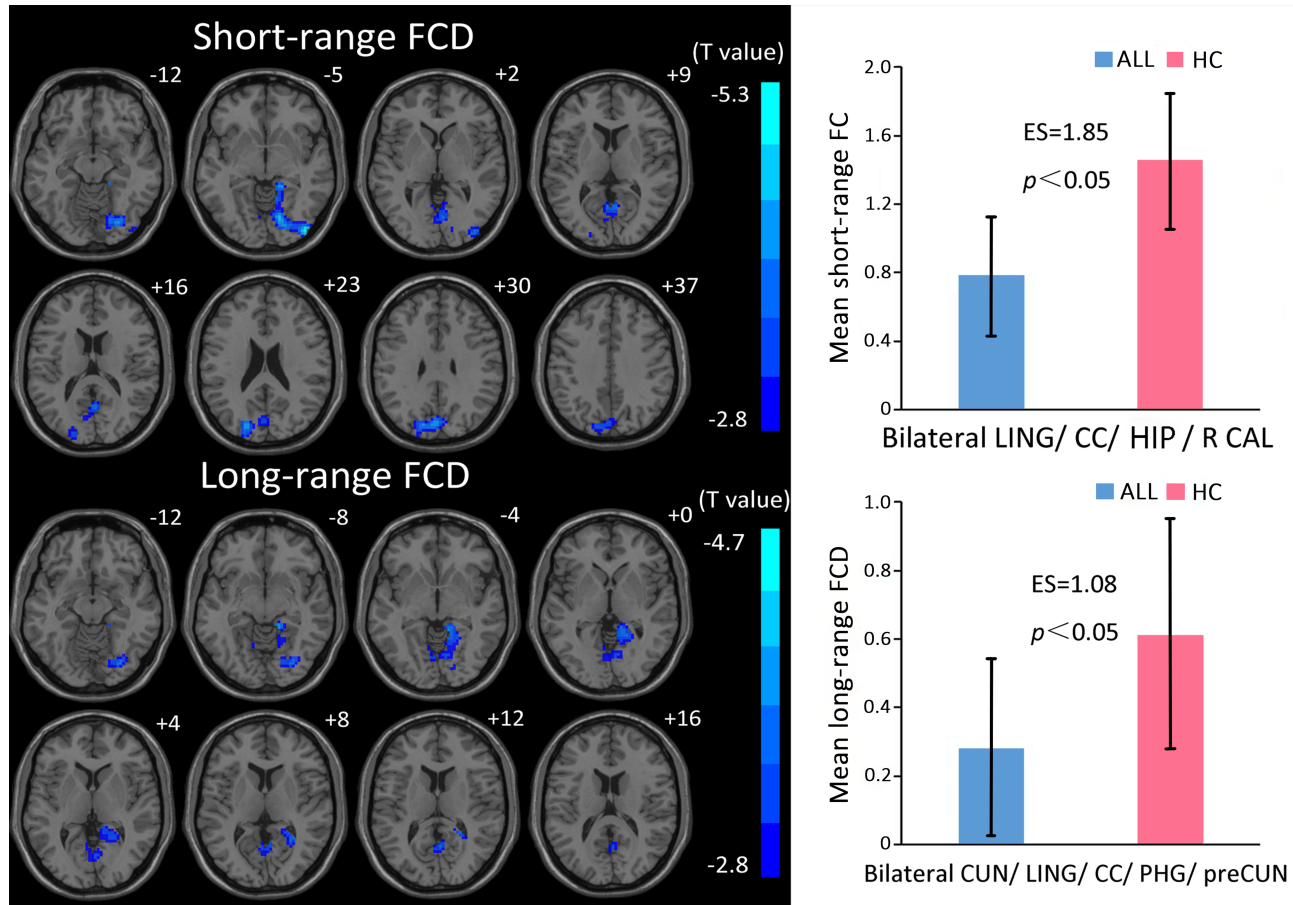 Short-range FCD
(T value)
-12
-5
+2
+9
-5.3
+16
+23
+30
+37
-2.8
Long-range FCD
(T value)
-12
-8
-4
+0
-4.7
+4
+8
+12
+16
-2.8
ALL HC
2.0
1.6
1.2
0.8
0.4
0
Mean short-range FC
ES=1.85
p<0.05
Bilateral LING/ CC/ HIP / R CAL
ALL HC
1.0
0.8
0.6
0.4
0.2
0
Mean long-range FCD
ES=1.08
p<0.05
Bilateral CUN/ LING/ CC/ PHG/ preCUN